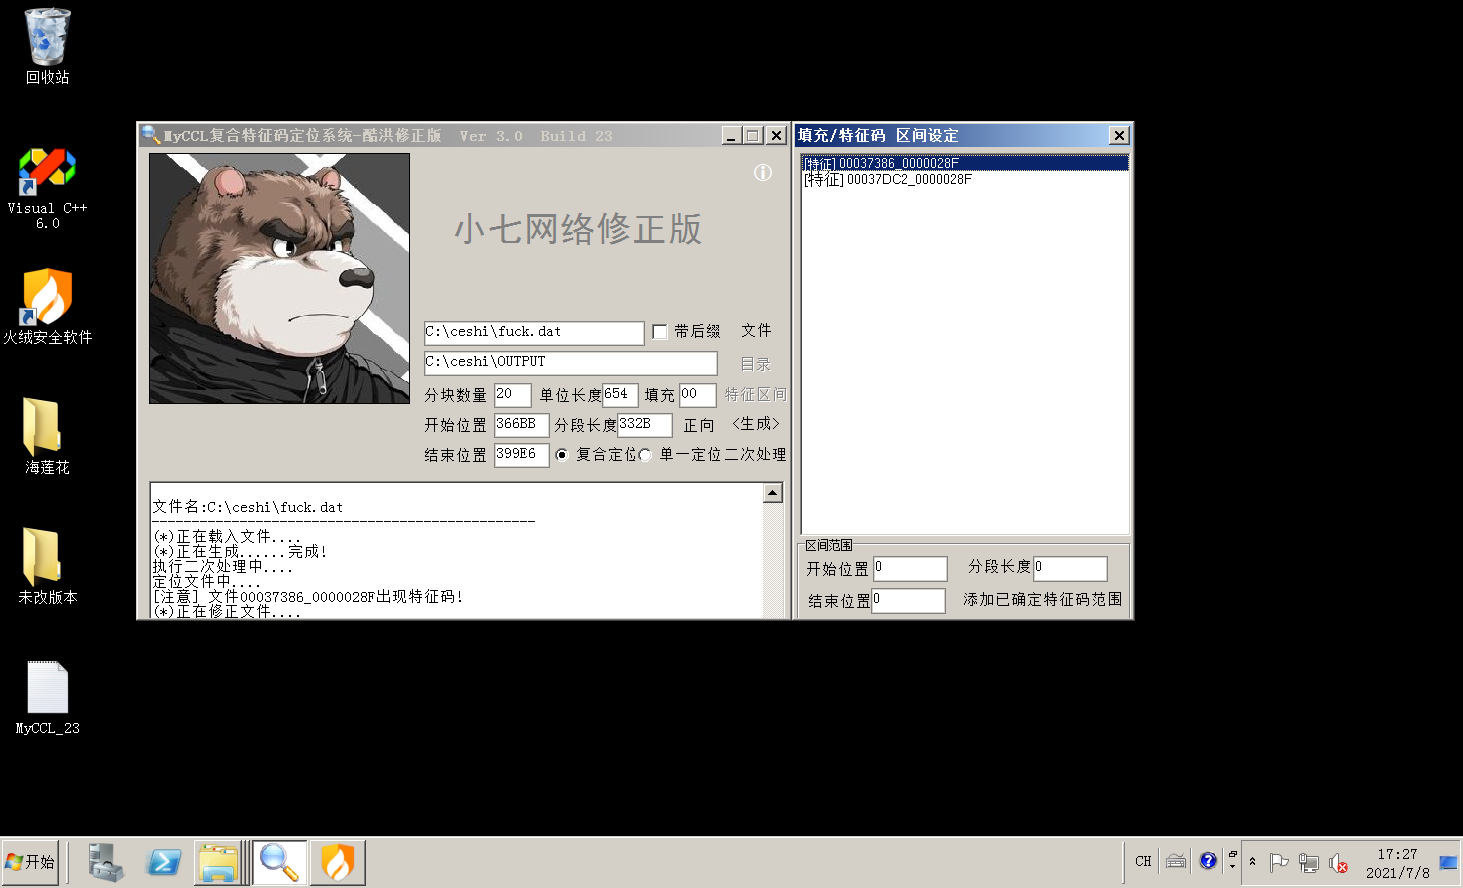 回收站
Visual C++
6.0
火绒安全软件
海莲花
未改版本
MyCCL_23
MyCCL复合特征码定位系统-酷洪修正版 Ver 3.0 Build 23
小七网络修正版
C:\ceshi\fuck.dat 带后缀 文件
C:\ceshi\OUTPUT 目录
分块数量 20 单位长度 654 填充 00 特征区间
开始位置 366BB 分段长度 332B 正向 <生成>
结束位置 399E6 复合定位 单一定位 二次处理
文件名:C:\ceshi\fuck.dat
------------------------------------------------
(*)正在载入文件....
(*)正在生成......完成!
执行二次处理中....
定位文件中....
[注意] 文件00037386_0000028F出现特征码!
(*)正在修正文件....
填充/特征码 区间设定
[特征] 00037386_0000028F
[特征] 00037DC2_0000028F
区间范围
开始位置 0 分段长度 0
结束位置 0 添加已确定特征码范围
开始
CH
17:27
2021/7/8